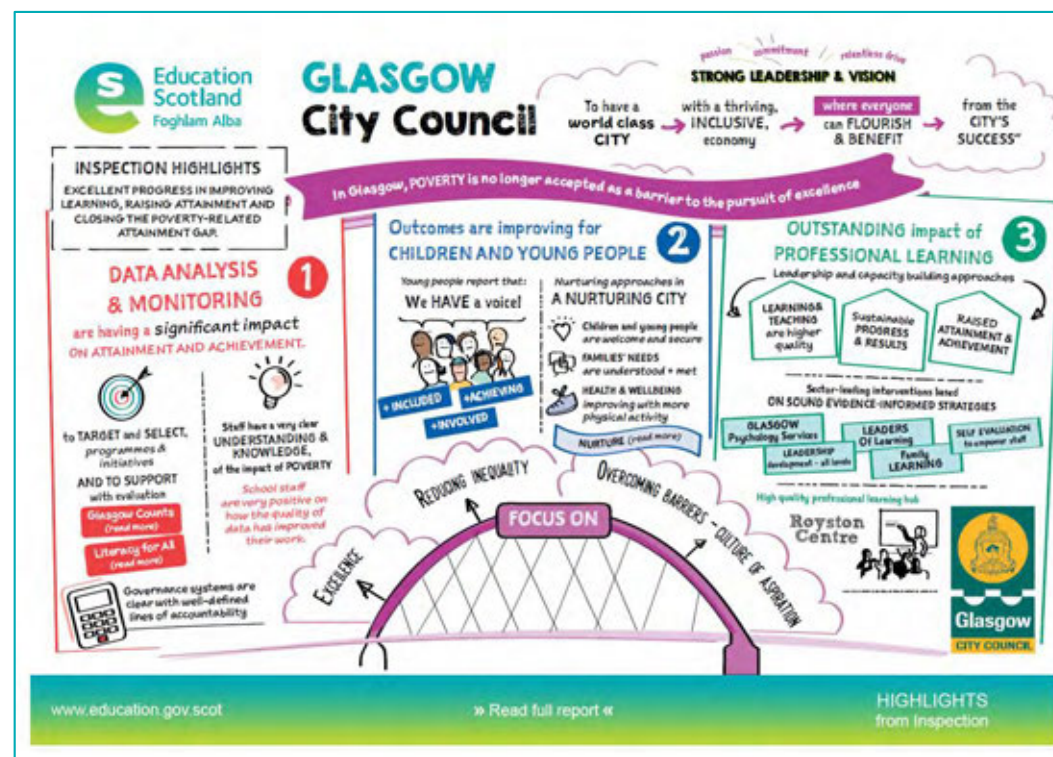 Education
Scotland
Foghlam Alba
GLASGOW
City Council
passion commitment relentless drive
STRONG LEADERSHIP & VISION
To have a
world class
CITY
with a thriving,
INCLUSIVE,
economy
where everyone
can FLOURISH
& BENEFIT
from the
CITY'S
SUCCESS"
INSPECTION HIGHLIGHTS
EXCELLENT PROGRESS IN IMPROVING
LEARNING, RAISING ATTAINMENT AND
CLOSING THE POVERTY-RELATED
ATTAINMENT GAP.
In Glasgow, POVERTY is no longer accepted as a barrier to the pursuit of excellence
DATA ANALYSIS
& MONITORING
1
are having a significant impact
ON ATTAINMENT AND ACHIEVEMENT.
to TARGET and SELECT,
programmes &
initiatives
AND TO SUPPORT
with evaluation
Glasgow Counts
(read more)
Literacy for All
(read more)
Staff have a very clear
UNDERSTANDING &
KNOWLEDGE,
of the impact of POVERTY
School staff
are very positive on
how the quality of
data has improved
their work.
Governance systems are
clear with well-defined
lines of accountability
Outcomes are improving for
CHILDREN AND YOUNG PEOPLE
2
Young people report that:
We HAVE a voice!
+ INCLUDED
+ACHIEVING
+INVOLVED
Nurturing approaches in
A NURTURING CITY
Children and young people
are welcome and secure
FAMILIES' NEEDS
are understood + met
HEALTH & WELLBEING
improving with more
physical activity
NURTURE (read more)
OUTSTANDING impact of
PROFESSIONAL LEARNING
3
Leadership and capacity building approaches
LEARNING &
TEACHING
are higher
quality
Sustainable
PROGRESS
& RESULTS
RAISED
ATTAINMENT &
ACHIEVEMENT
Sector-leading interventions based
ON SOUND EVIDENCE-INFORMED STRATEGIES
GLASGOW
Psychology Services
LEADERSHIP
development - all levels
LEADERS
Of Learning
Family
LEARNING
SELF EVALUATION
to empower staff
High quality professional learning hub
Royston
Centre
FOCUS ON
EXCELLENCE
REDUCING INEQUALITY
OVERCOMING BARRIERS - CULTURE OF ASPIRATION
Glasgow
CITY COUNCIL
www.education.gov.scot
» Read full report «
HIGHLIGHTS
from Inspection